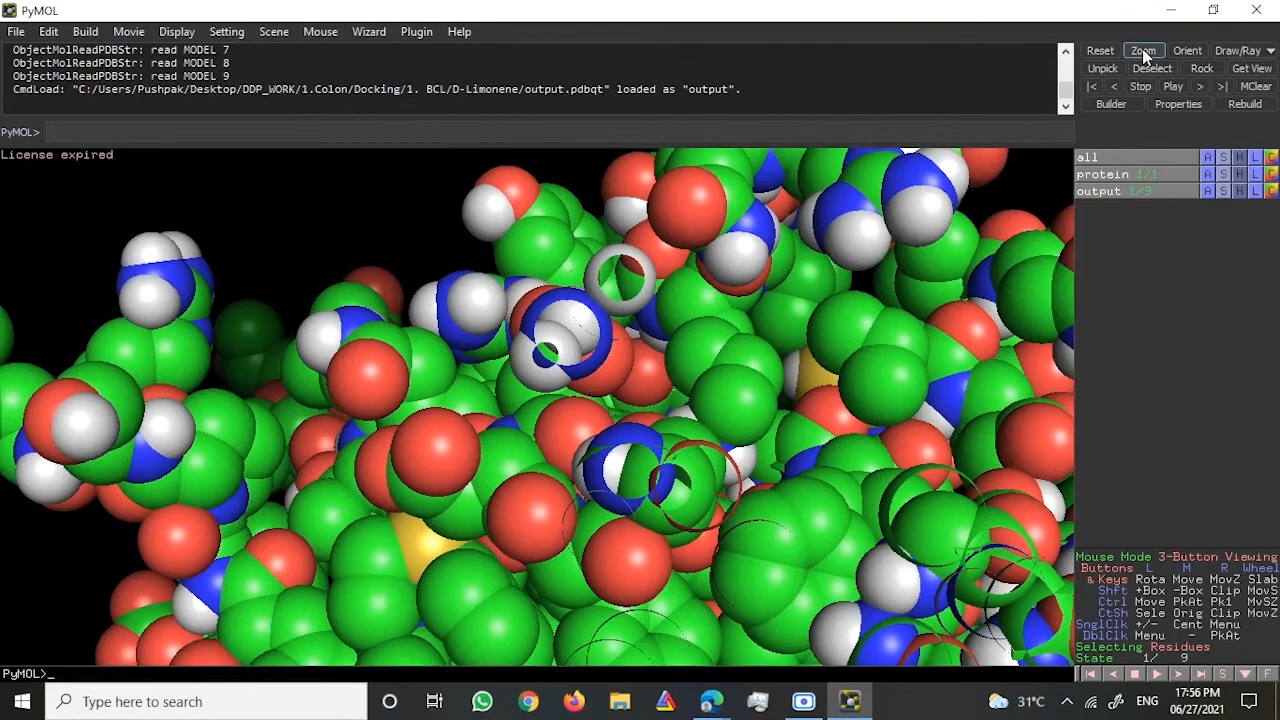 PyMOL
File Edit Build Movie Display Setting Scene Mouse Wizard Plugin Help
ObjectMolReadPDBStr: read MODEL 7
ObjectMolReadPDBStr: read MODEL 8
ObjectMolReadPDBStr: read MODEL 9
CmdLoad: "C:/Users/Pushpak/Desktop/DDP_WORK/1.Colon/Docking/1. BCL/D-Limonene/output.pdbqt" loaded as "output".
Reset Zoom Orient Draw/Ray
Unpick Deselect Rock Get View
|< < Stop Play > >| MClear
Builder Properties Rebuild
PyMOL>
License expired
all A S H L C
protein 1/1 A S H L C
output 1/9 A S H L C
Mouse Mode 3-Button Viewing
Buttons L M R Wheel
& Keys Rota Move MovZ Slab
Shft +Box -Box Clip MovS
Ctrl Move PkAt Pk1 MvSZ
CtSh Sele Orig Clip MovZ
SnglClk +/- Cent Menu
DblClk Menu - PkAt
Selecting Residues
State 1/ 9
PyMOL>_
S F
Type here to search
31°C ENG 17:56 PM
06/27/2021